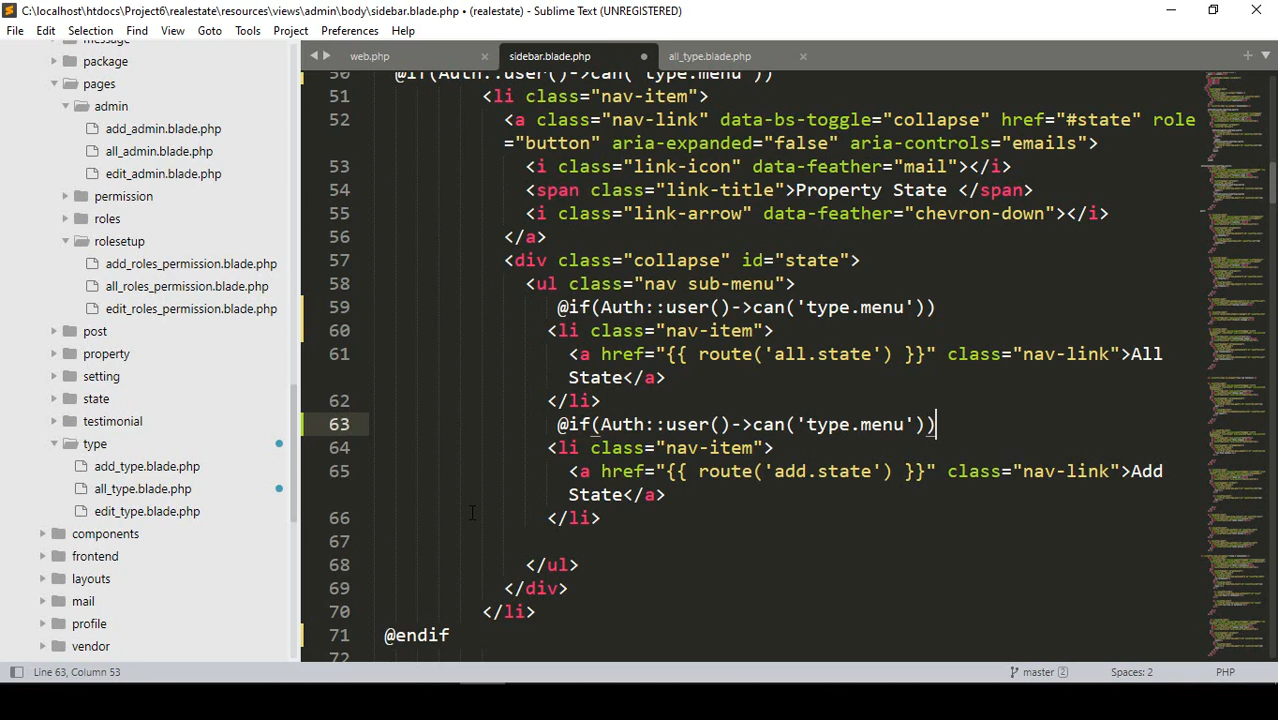 C:\localhost\htdocs\Project6\realestate\resources\views\admin\body\sidebar.blade.php • (realestate) - Sublime Text (UNREGISTERED)
File Edit Selection Find View Goto Tools Project Preferences Help
message
package
pages
admin
add_admin.blade.php
all_admin.blade.php
edit_admin.blade.php
permission
roles
rolesetup
add_roles_permission.blade.php
all_roles_permission.blade.php
edit_roles_permission.blade.php
post
property
setting
state
testimonial
type
add_type.blade.php
all_type.blade.php
edit_type.blade.php
components
frontend
layouts
mail
profile
vendor
web.php × sidebar.blade.php • all_type.blade.php ×
50 @if(Auth::user()->can('type.menu'))
51 <li class="nav-item">
52 <a class="nav-link" data-bs-toggle="collapse" href="#state" role
="button" aria-expanded="false" aria-controls="emails">
53 <i class="link-icon" data-feather="mail"></i>
54 <span class="link-title">Property State </span>
55 <i class="link-arrow" data-feather="chevron-down"></i>
56 </a>
57 <div class="collapse" id="state">
58 <ul class="nav sub-menu">
59 @if(Auth::user()->can('type.menu'))
60 <li class="nav-item">
61 <a href="{{ route('all.state') }}" class="nav-link">All
State</a>
62 </li>
63 @if(Auth::user()->can('type.menu'))
64 <li class="nav-item">
65 <a href="{{ route('add.state') }}" class="nav-link">Add
State</a>
66 </li>
67
68 </ul>
69 </div>
70 </li>
71 @endif
72
Line 63, Column 53 master 2 Spaces: 2 PHP